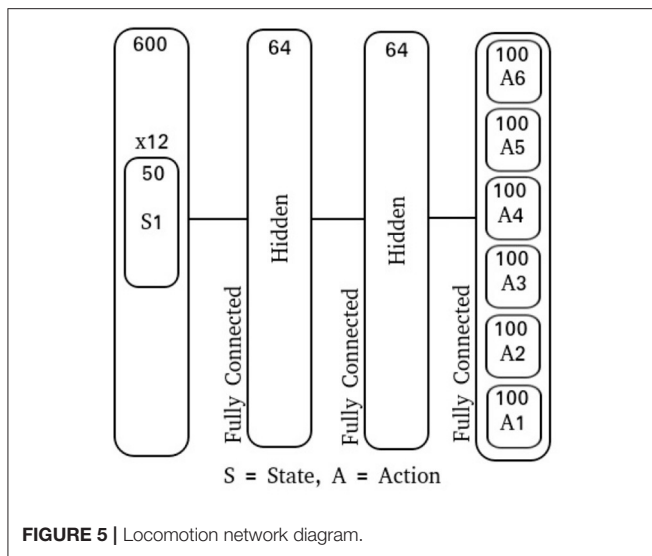 600
x12
50
S1
Fully Connected
64
Hidden
Fully Connected
64
Hidden
Fully Connected
100
A6
100
A5
100
A4
100
A3
100
A2
100
A1
S = State, A = Action
FIGURE 5 | Locomotion network diagram.